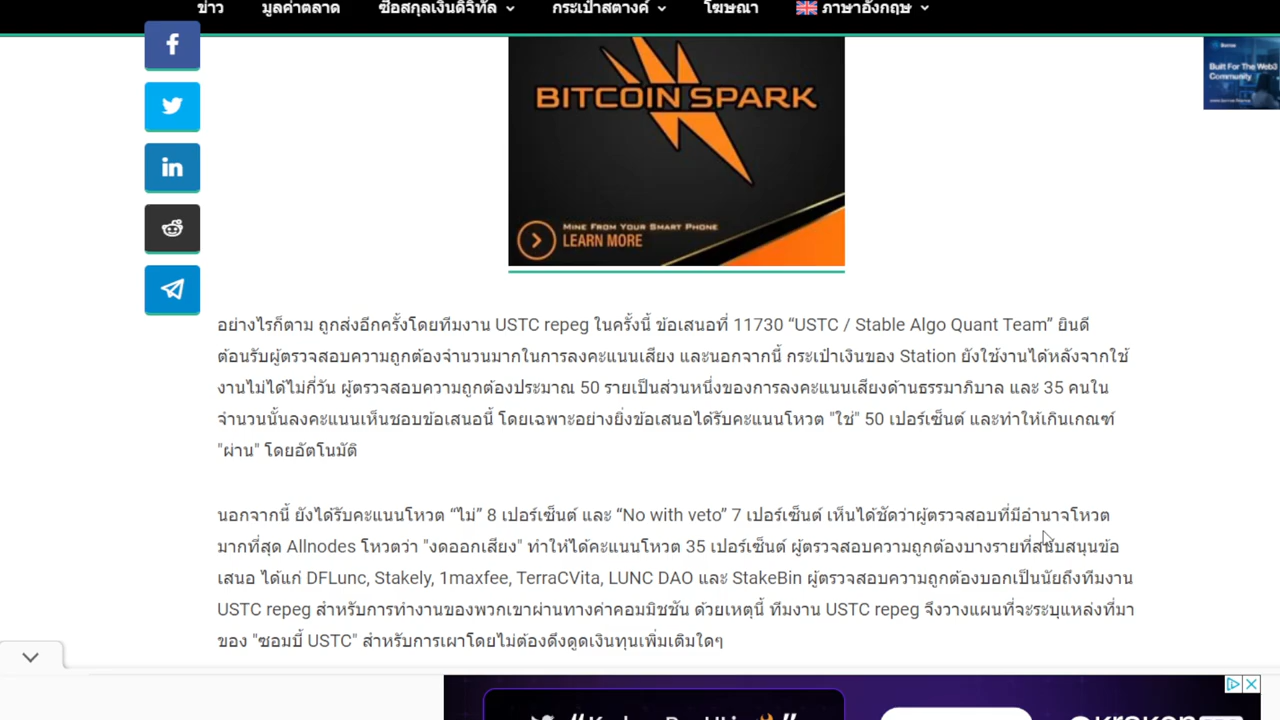 ข่าว มูลค่าตลาด ซื้อสกุลเงินดิจิทัล กระเป๋าสตางค์ โฆษณา ภาษาอังกฤษ
BITCOIN SPARK
MINE FROM YOUR SMART PHONE
LEARN MORE
Built For The Web3
Community
อย่างไรก็ตาม ถูกส่งอีกครั้งโดยทีมงาน USTC repeg ในครั้งนี้ ข้อเสนอที่ 11730 “USTC / Stable Algo Quant Team” ยินดี
ต้อนรับผู้ตรวจสอบความถูกต้องจำนวนมากในการลงคะแนนเสียง และนอกจากนี้ กระเป๋าเงินของ Station ยังใช้งานได้หลังจากใช้
งานไม่ได้ไม่กี่วัน ผู้ตรวจสอบความถูกต้องประมาณ 50 รายเป็นส่วนหนึ่งของการลงคะแนนเสียงด้านธรรมาภิบาล และ 35 คนใน
จำนวนนั้นลงคะแนนเห็นชอบข้อเสนอนี้ โดยเฉพาะอย่างยิ่งข้อเสนอได้รับคะแนนโหวต "ใช่" 50 เปอร์เซ็นต์ และทำให้เกินเกณฑ์
"ผ่าน" โดยอัตโนมัติ
นอกจากนี้ ยังได้รับคะแนนโหวต “ไม่” 8 เปอร์เซ็นต์ และ “No with veto” 7 เปอร์เซ็นต์ เห็นได้ชัดว่าผู้ตรวจสอบที่มีอำนาจโหวต
มากที่สุด Allnodes โหวตว่า "งดออกเสียง" ทำให้ได้คะแนนโหวต 35 เปอร์เซ็นต์ ผู้ตรวจสอบความถูกต้องบางรายที่สนับสนุนข้อ
เสนอ ได้แก่ DFLunc, Stakely, 1maxfee, TerraCVita, LUNC DAO และ StakeBin ผู้ตรวจสอบความถูกต้องบอกเป็นนัยถึงทีมงาน
USTC repeg สำหรับการทำงานของพวกเขาผ่านทางค่าคอมมิชชัน ด้วยเหตุนี้ ทีมงาน USTC repeg จึงวางแผนที่จะระบุแหล่งที่มา
ของ "ซอมบี้ USTC" สำหรับการเผาโดยไม่ต้องดึงดูดเงินทุนเพิ่มเติมใดๆ